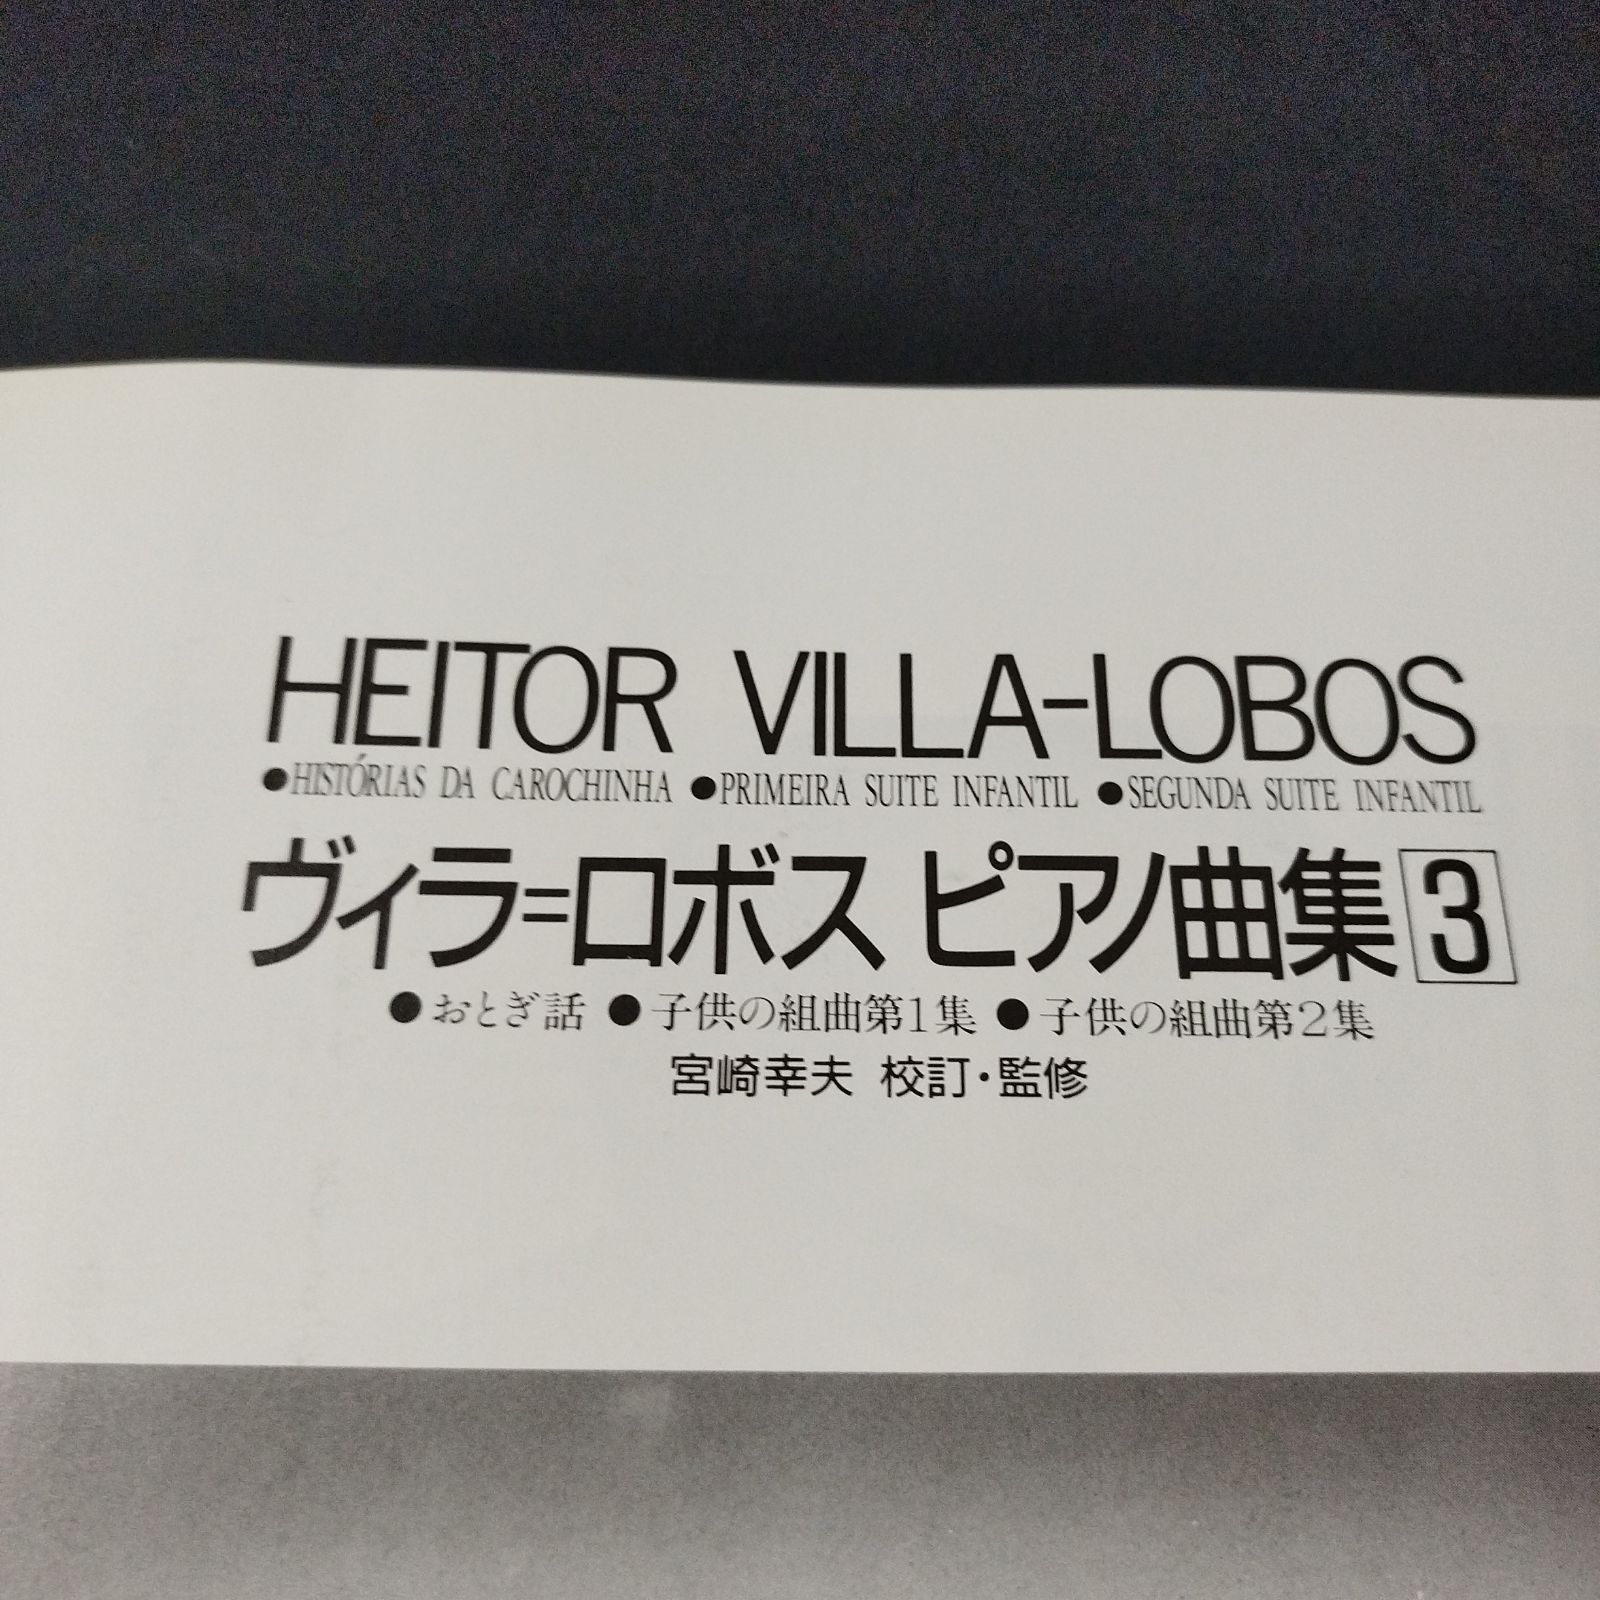 HEITOR VILLA-LOBOS
●HISTÓRIAS DA CAROCHINHA ●PRIMEIRA SUITE INFANTIL ●SEGUNDA SUITE INFANTIL
ヴィラ=ロボス ピアノ曲集3
●おとぎ話 ●子供の組曲第1集 ●子供の組曲第2集
宮崎幸夫 校訂・監修